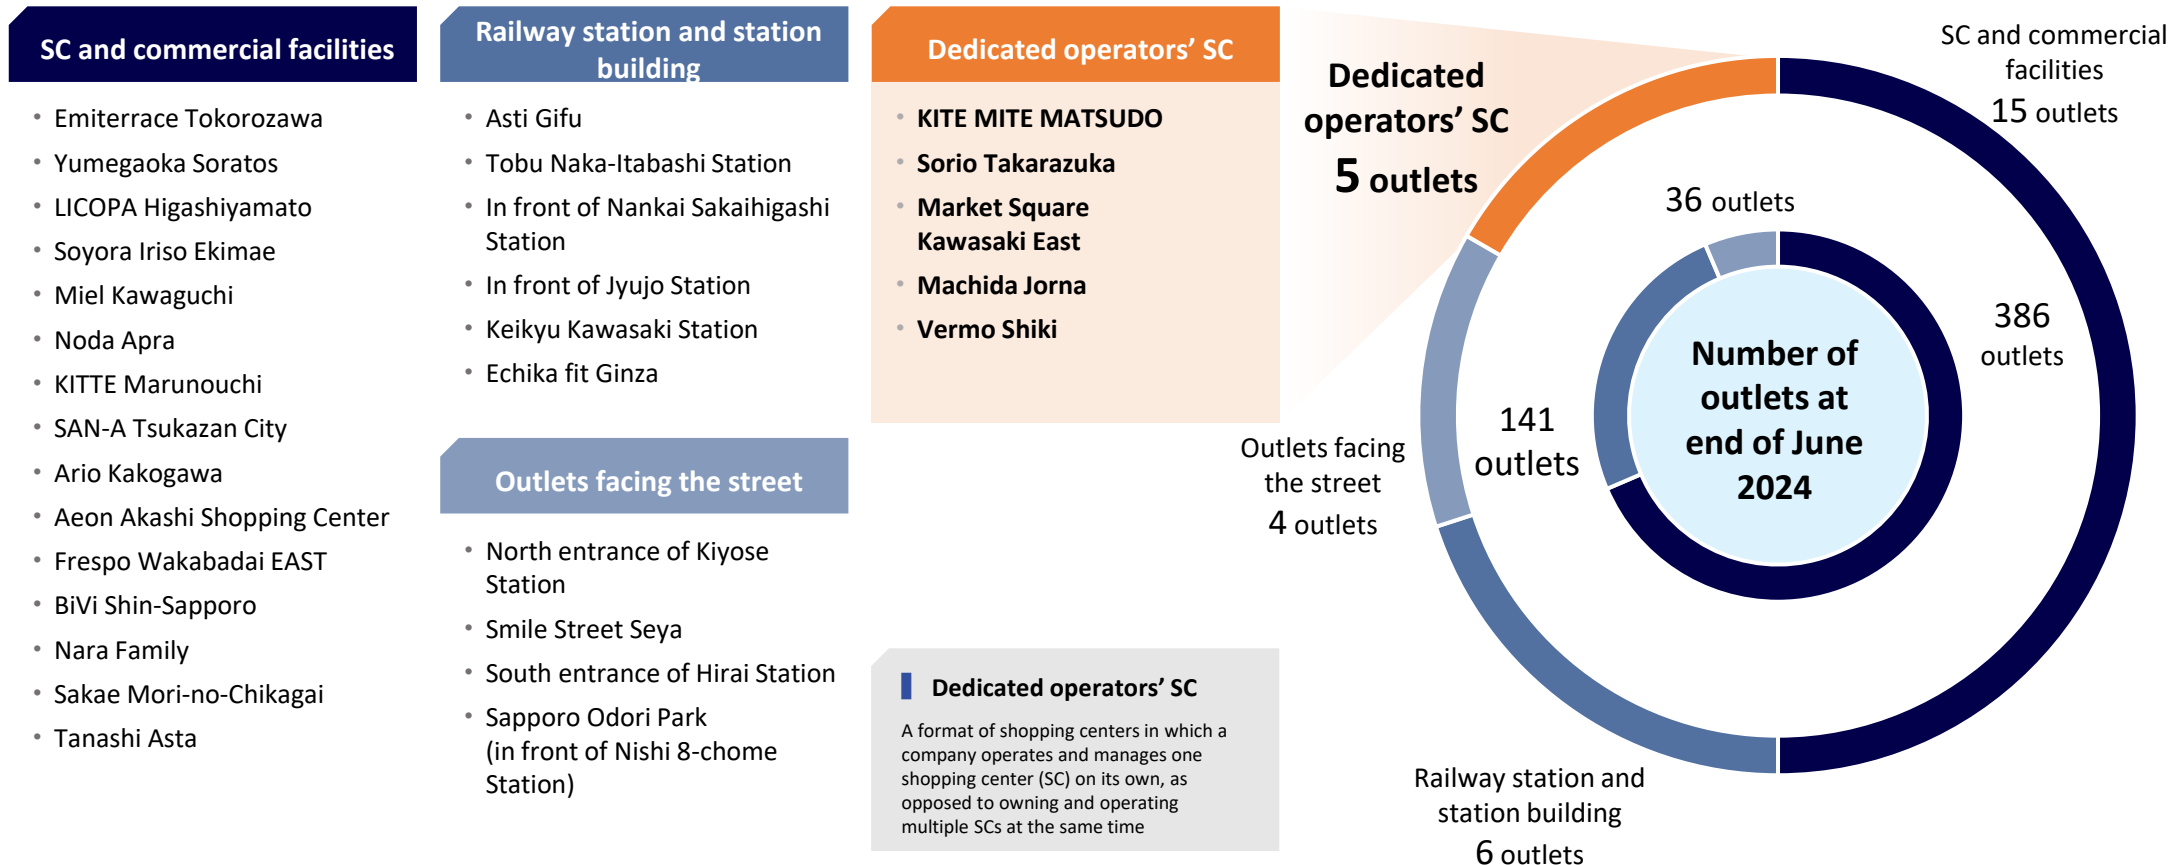 SC and commercial facilities
• Emiterrace Tokorozawa
• Yumegaoka Soratos
• LICOPA Higashiyamato
• Soyora Iriso Ekimae
• Miel Kawaguchi
• Noda Apra
• KITTE Marunouchi
• SAN-A Tsukazan City
• Ario Kakogawa
• Aeon Akashi Shopping Center
• Frespo Wakabadai EAST
• BiVi Shin-Sapporo
• Nara Family
• Sakae Mori-no-Chikagai
• Tanashi Asta
Railway station and station
building
• Asti Gifu
• Tobu Naka-Itabashi Station
• In front of Nankai Sakaihigashi
Station
• In front of Jyujo Station
• Keikyu Kawasaki Station
• Echika fit Ginza
Outlets facing the street
• North entrance of Kiyose
Station
• Smile Street Seya
• South entrance of Hirai Station
• Sapporo Odori Park
(in front of Nishi 8-chome
Station)
Dedicated operators’ SC
• KITE MITE MATSUDO
• Sorio Takarazuka
• Market Square
Kawasaki East
• Machida Jorna
• Vermo Shiki
Dedicated operators’ SC
A format of shopping centers in which a
company operates and manages one
shopping center (SC) on its own, as
opposed to owning and operating
multiple SCs at the same time
Dedicated
operators’ SC
5 outlets
SC and commercial
facilities
15 outlets
36 outlets
386
outlets
141
outlets
Number of
outlets at
end of June
2024
Outlets facing
the street
4 outlets
Railway station and
station building
6 outlets